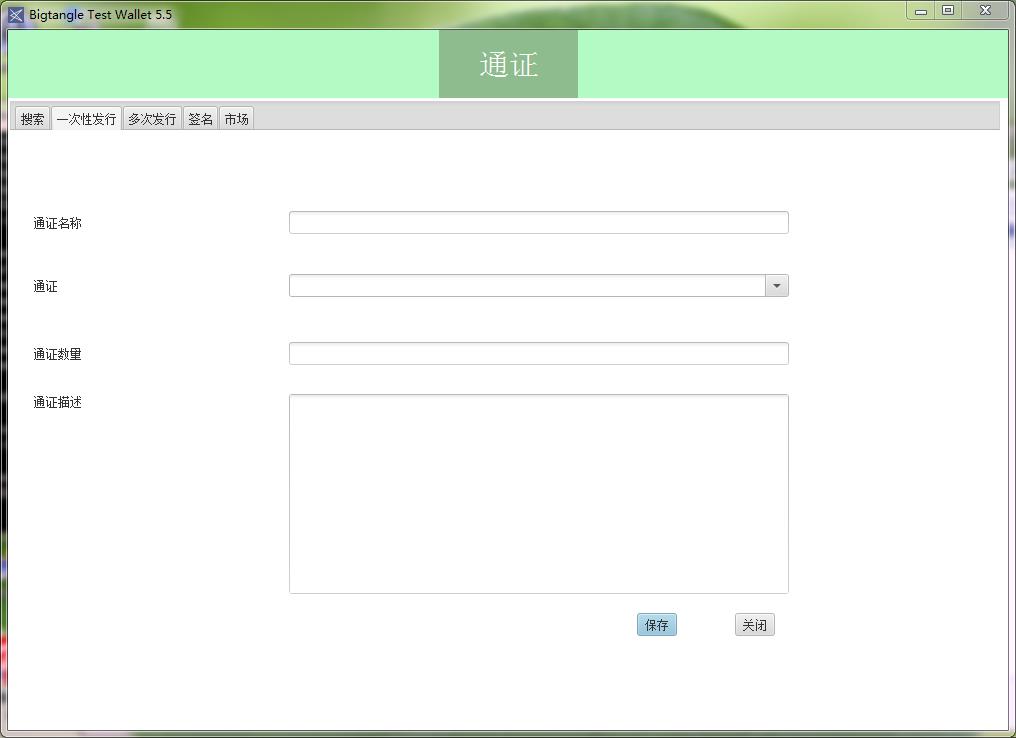 Bigtangle Test Wallet 5.5
通证
搜索 一次性发行 多次发行 签名 市场
通证名称
通证
通证数量
通证描述
保存 关闭